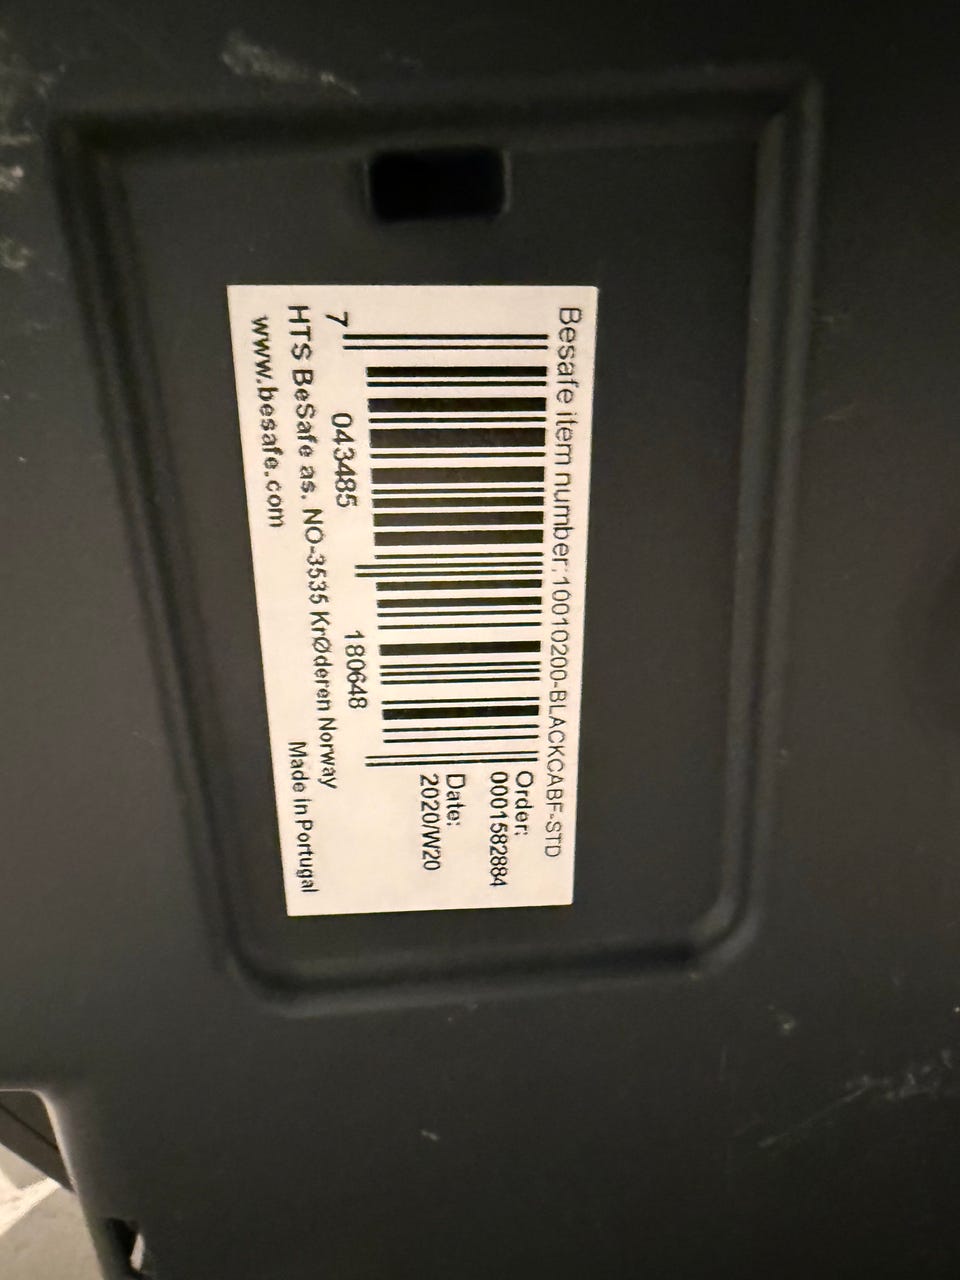 Besafe item number:10010200-BLACKCABF-STD
Order:
0001582884
Date:
2020/W20
7 043485 180648
HTS BeSafe as. NO-3535 KrØderen Norway
www.besafe.com
Made in Portugal